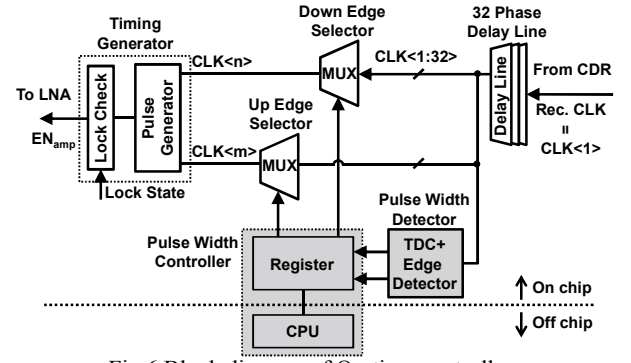 Down Edge
Selector
32 Phase
Delay Line
Timing
Generator
CLK<n>
CLK<1:32>
MUX
Delay Line
From CDR
Rec. CLK
=
CLK<1>
To LNA
EN amp
Lock Check
Pulse
Generator
Up Edge
Selector
CLK<m>
MUX
Lock State
Pulse Width
Detector
TDC+
Edge
Detector
Pulse Width
Controller
Register
On chip
Off chip
CPU